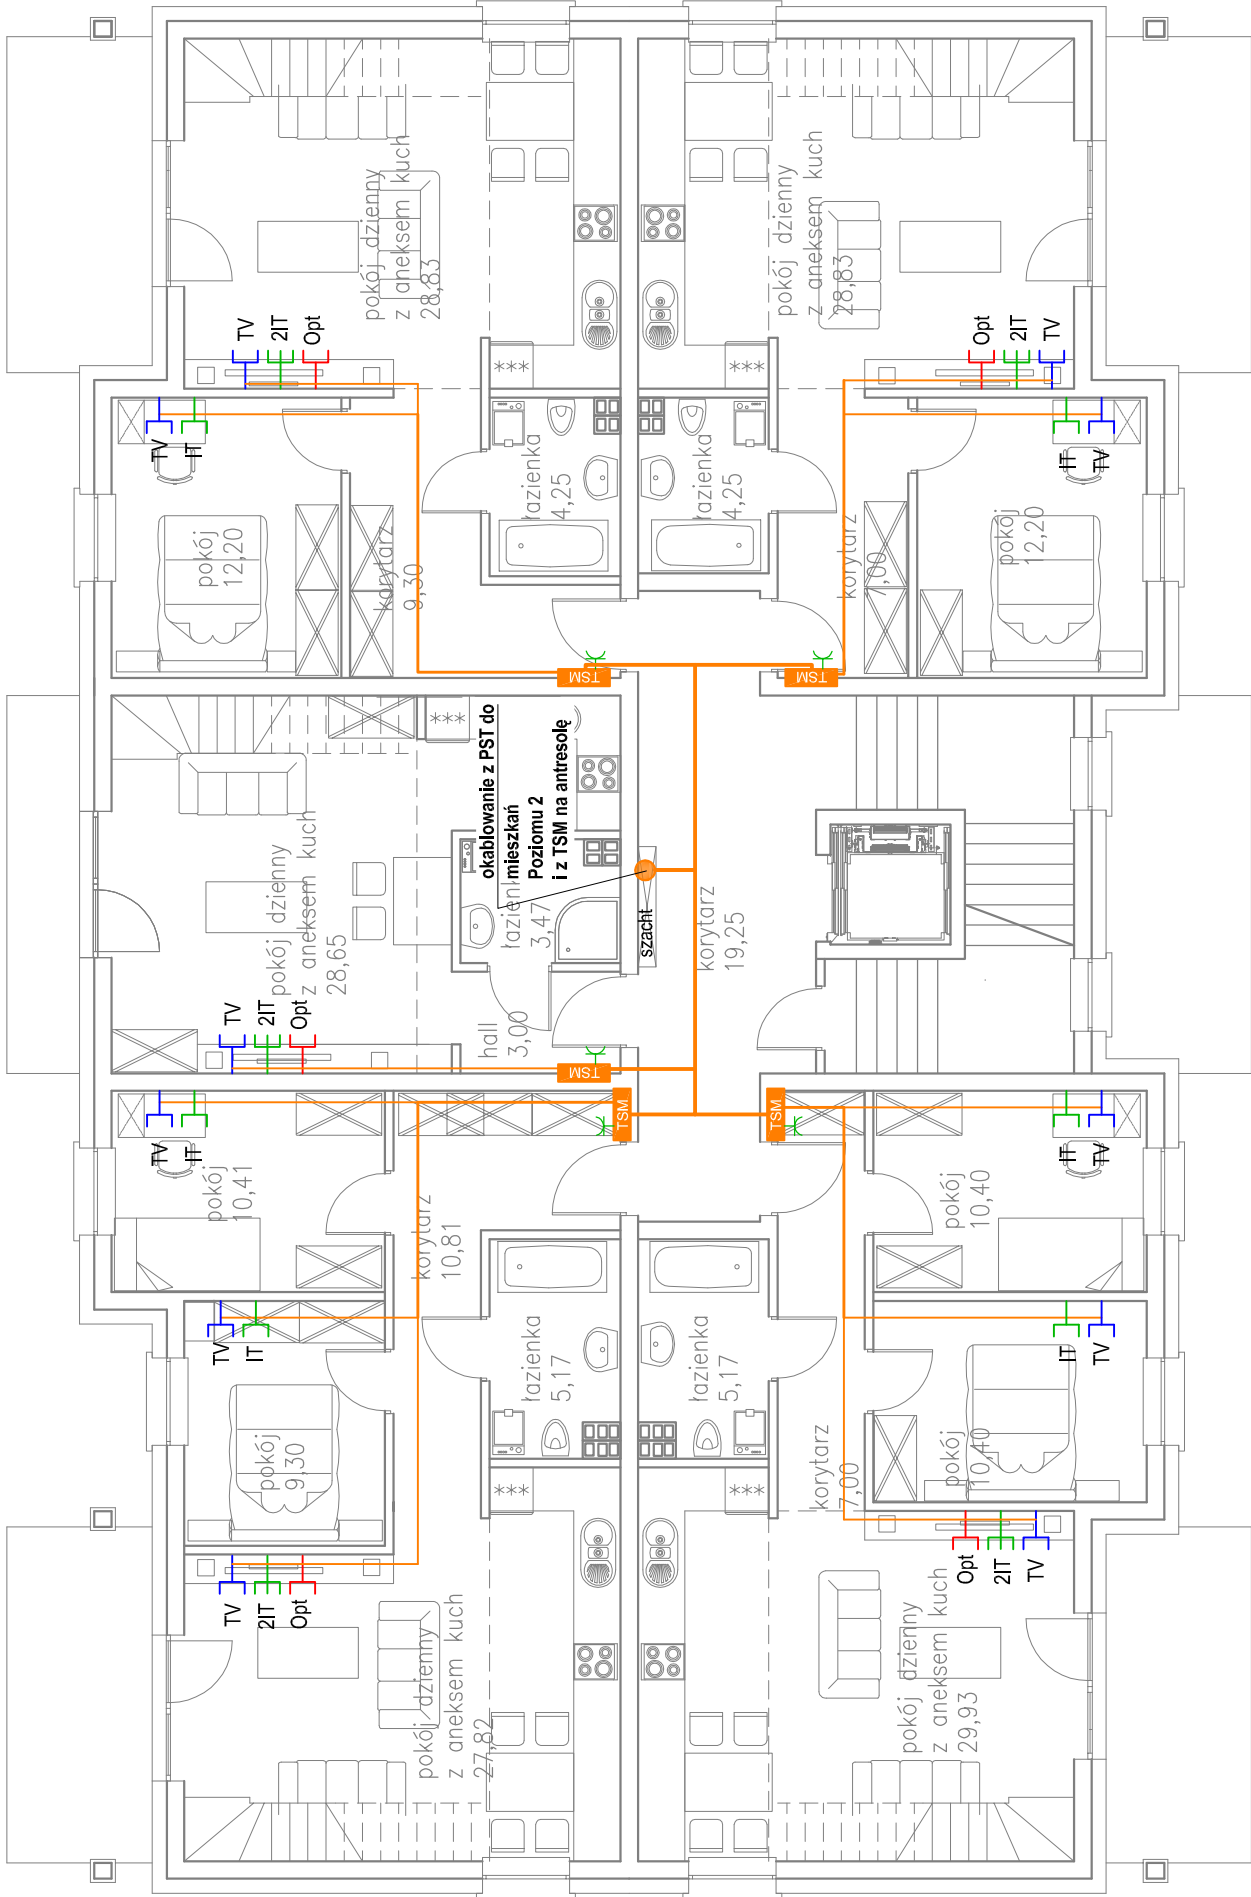 pokój dzienny
z aneksem kuch
28,83
pokój dzienny
z aneksem kuch
28,83
TV
2IT
Opt
Opt
2IT
TV
TV
IT
IT
TV
łazienka
4,25
łazienka
4,25
pokój
12,20
korytarz
9,30
korytarz
7,00
pokój
12,20
TSM
TSM
***
***
***
okablowanie z PST do
mieszkań
Poziomu 2
i z TSM na antresolę
pokój dzienny
z aneksem kuch
28,65
łazienk
3,47
szacht
korytarz
19,25
TV
2IT
Opt
hall
3,00
TSM
TSM
TSM
TV
IT
IT
TV
pokój
10,41
korytarz
10,81
pokój
10,40
TV
IT
IT
TV
łazienka
5,17
łazienka
5,17
pokój
9,30
korytarz
7,00
pokój
10,40
***
***
TV
2IT
Opt
Opt
2IT
TV
pokój dzienny
z aneksem kuch
27,82
pokój dzienny
z aneksem kuch
29,93